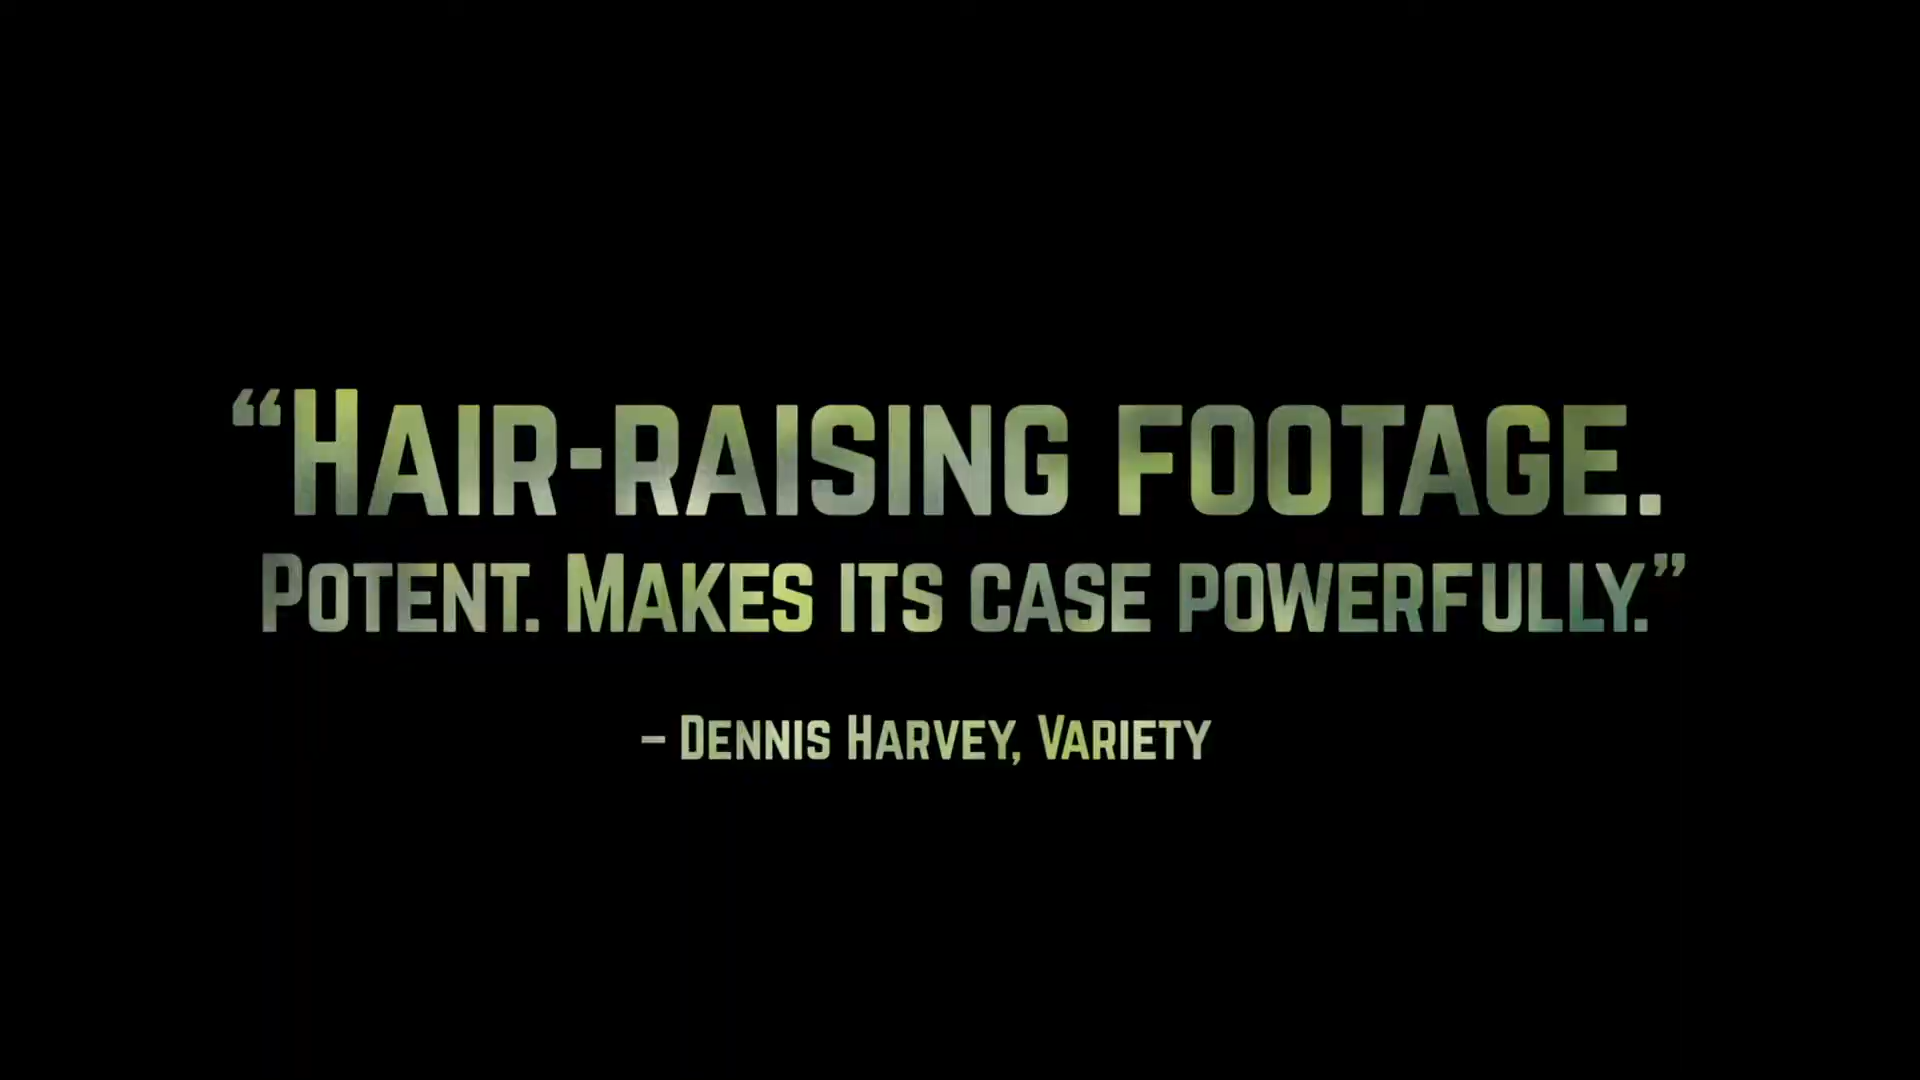 “Hair-raising footage.
Potent. Makes its case powerfully.”
– Dennis Harvey, Variety